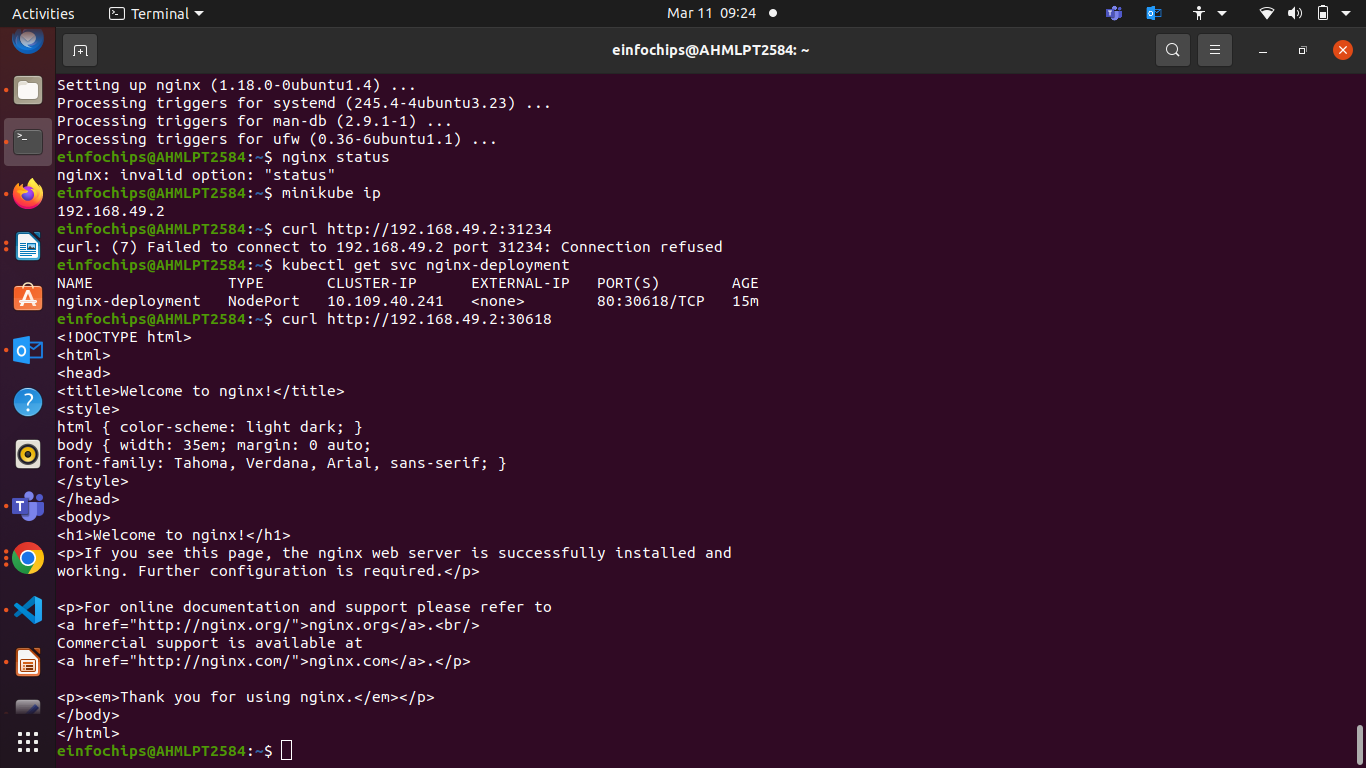 Activities
Terminal
Mar 11 09:24
einfochips@AHMLPT2584: ~
Setting up nginx (1.18.0-0ubuntu1.4) ...
Processing triggers for systemd (245.4-4ubuntu3.23) ...
Processing triggers for man-db (2.9.1-1) ...
Processing triggers for ufw (0.36-6ubuntu1.1) ...
einfochips@AHMLPT2584:~$ nginx status
nginx: invalid option: "status"
einfochips@AHMLPT2584:~$ minikube ip
192.168.49.2
einfochips@AHMLPT2584:~$ curl http://192.168.49.2:31234
curl: (7) Failed to connect to 192.168.49.2 port 31234: Connection refused
einfochips@AHMLPT2584:~$ kubectl get svc nginx-deployment
NAME               TYPE       CLUSTER-IP      EXTERNAL-IP   PORT(S)        AGE
nginx-deployment   NodePort   10.109.40.241   <none>        80:30618/TCP   15m
einfochips@AHMLPT2584:~$ curl http://192.168.49.2:30618
<!DOCTYPE html>
<html>
<head>
<title>Welcome to nginx!</title>
<style>
html { color-scheme: light dark; }
body { width: 35em; margin: 0 auto;
font-family: Tahoma, Verdana, Arial, sans-serif; }
</style>
</head>
<body>
<h1>Welcome to nginx!</h1>
<p>If you see this page, the nginx web server is successfully installed and
working. Further configuration is required.</p>

<p>For online documentation and support please refer to
<a href="http://nginx.org/">nginx.org</a>.<br/>
Commercial support is available at
<a href="http://nginx.com/">nginx.com</a>.</p>

<p><em>Thank you for using nginx.</em></p>
</body>
</html>
einfochips@AHMLPT2584:~$